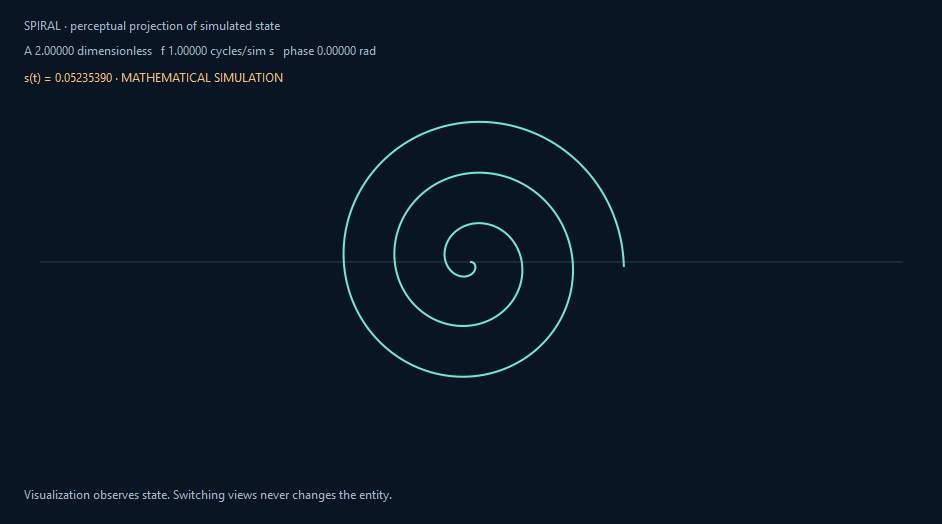 SPIRAL · perceptual projection of simulated state
A 2.00000 dimensionless   f 1.00000 cycles/sim s   phase 0.00000 rad
s(t) = 0.05235390 · MATHEMATICAL SIMULATION
Visualization observes state. Switching views never changes the entity.